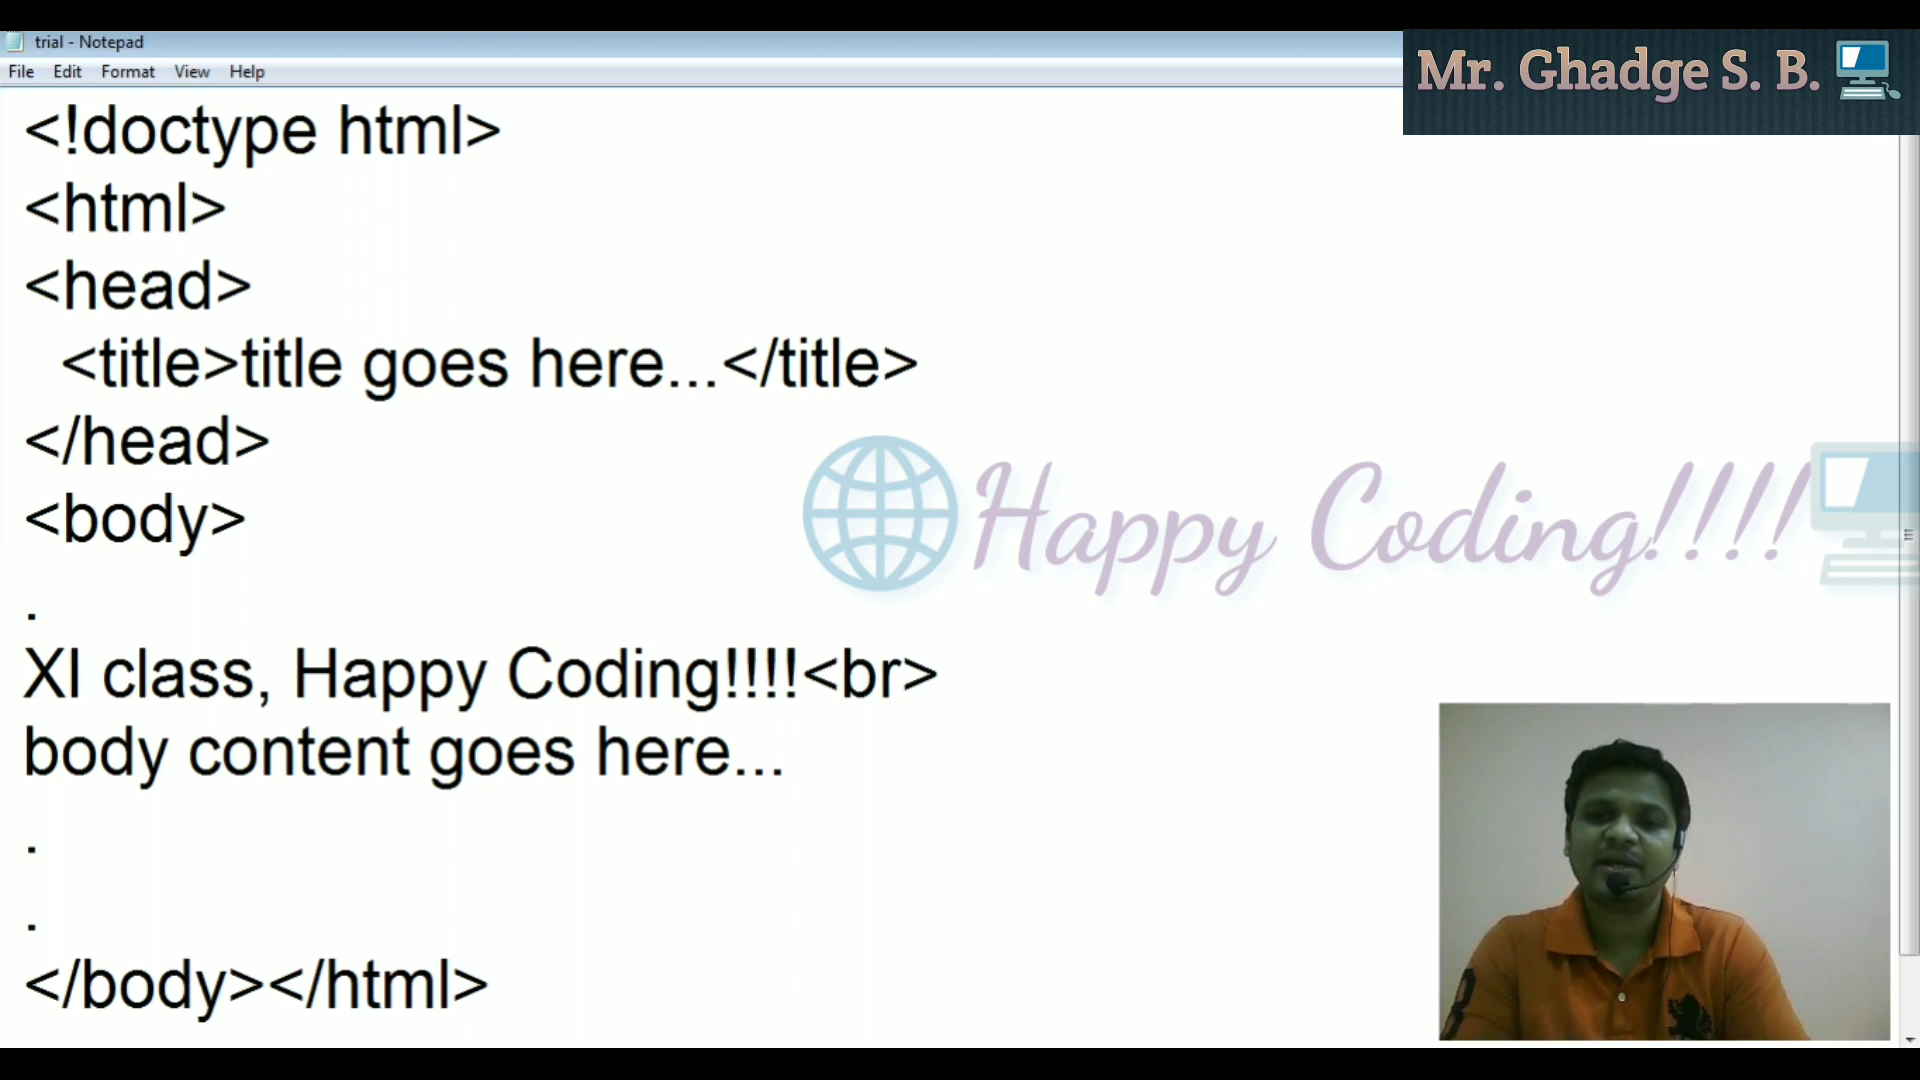 trial - Notepad
File Edit Format View Help
Mr. Ghadge S. B.
<!doctype html>
<html>
<head>
<title>title goes here...</title>
</head>
<body>
.
XI class, Happy Coding!!!!<br>
body content goes here...
.
.
</body></html>
Happy Coding!!!!